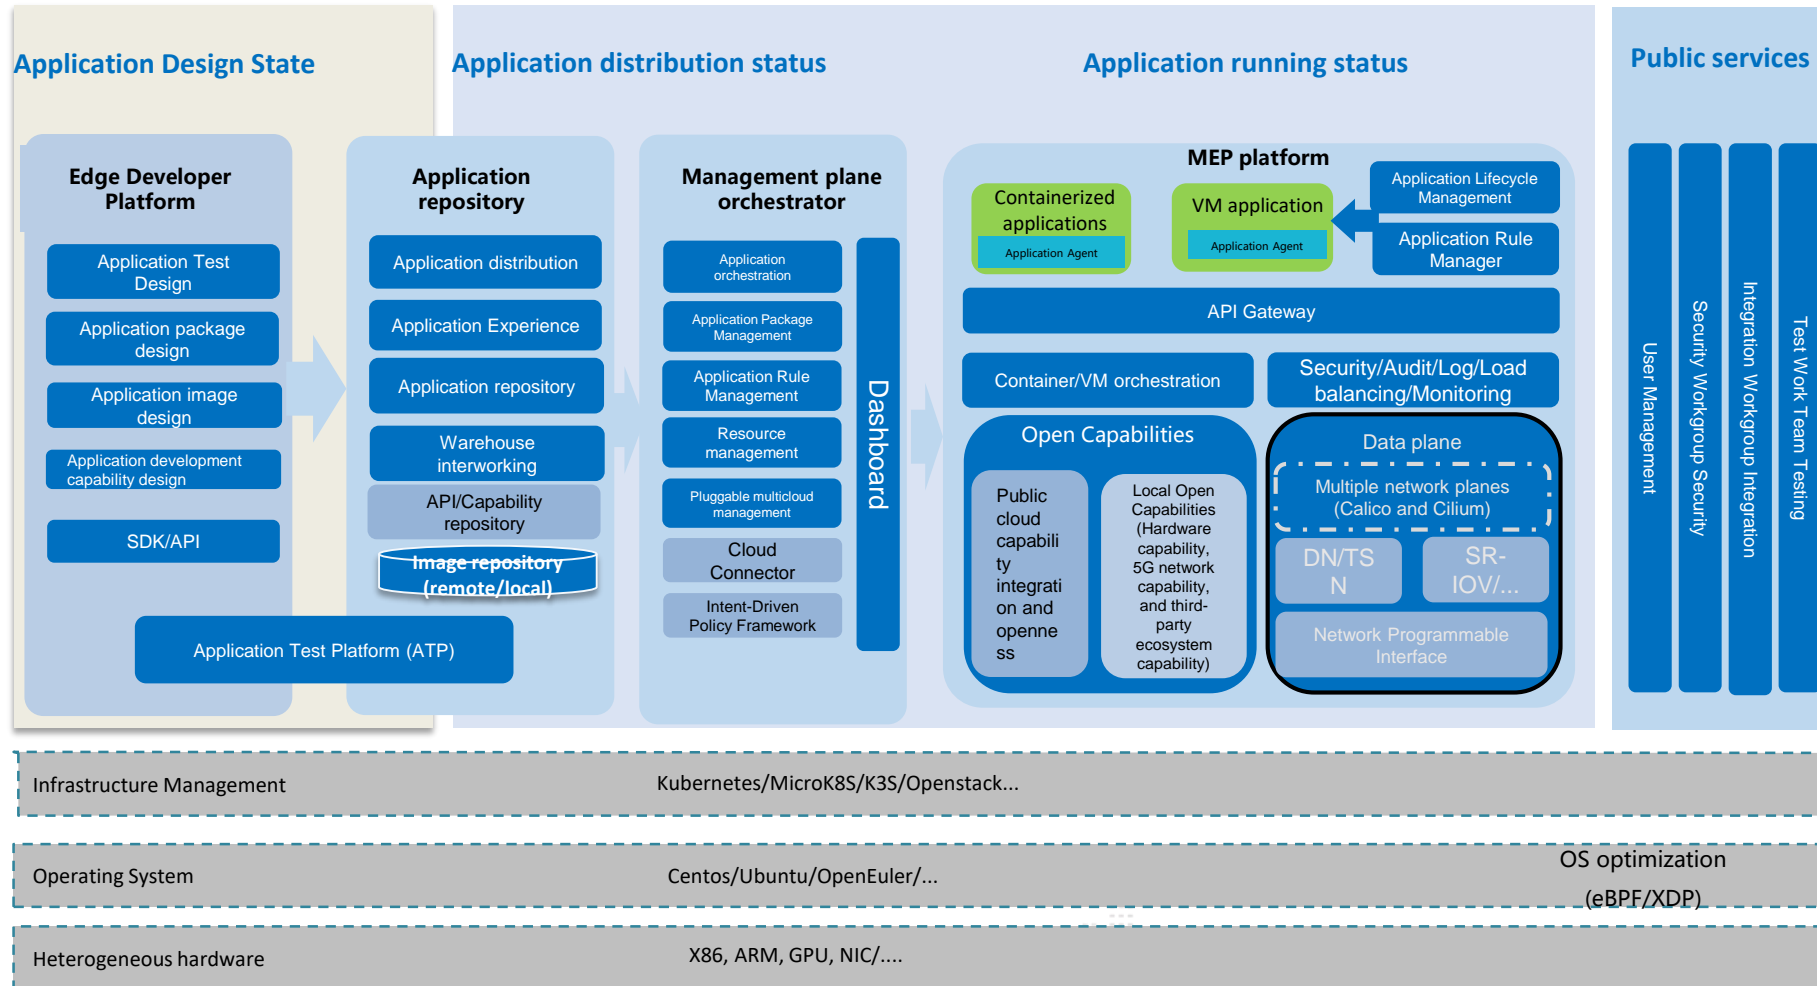 Application Design State
Application distribution status
Application running status
Public services
Edge Developer
Platform
Application Test
Design
Application package
design
Application image
design
Application development
capability design
SDK/API
Application
repository
Application distribution
Application Experience
Application repository
Warehouse
interworking
API/Capability
repository
Image repository
(remote/local)
Application Test Platform (ATP)
Management plane
orchestrator
Application
orchestration
Application Package
Management
Application Rule
Management
Resource
management
Pluggable multicloud
management
Cloud
Connector
Intent-Driven
Policy Framework
Dashboard
MEP platform
Containerized
applications
Application Agent
VM application
Application Agent
Application Lifecycle
Management
Application Rule
Manager
API Gateway
Container/VM orchestration
Security/Audit/Log/Load
balancing/Monitoring
Open Capabilities
Public
cloud
capabili
ty
integrati
on and
openne
ss
Local Open
Capabilities
(Hardware
capability,
5G network
capability,
and third-
party
ecosystem
capability)
Data plane
Multiple network planes
(Calico and Cilium)
DN/TS
N
SR-
IOV/...
Network Programmable
Interface
User Management
Security Workgroup Security
Integration Workgroup Integration
Test Work Team Testing
Infrastructure Management
Kubernetes/MicroK8S/K3S/Openstack...
Operating System
Centos/Ubuntu/OpenEuler/...
OS optimization
(eBPF/XDP)
Heterogeneous hardware
X86, ARM, GPU, NIC/....